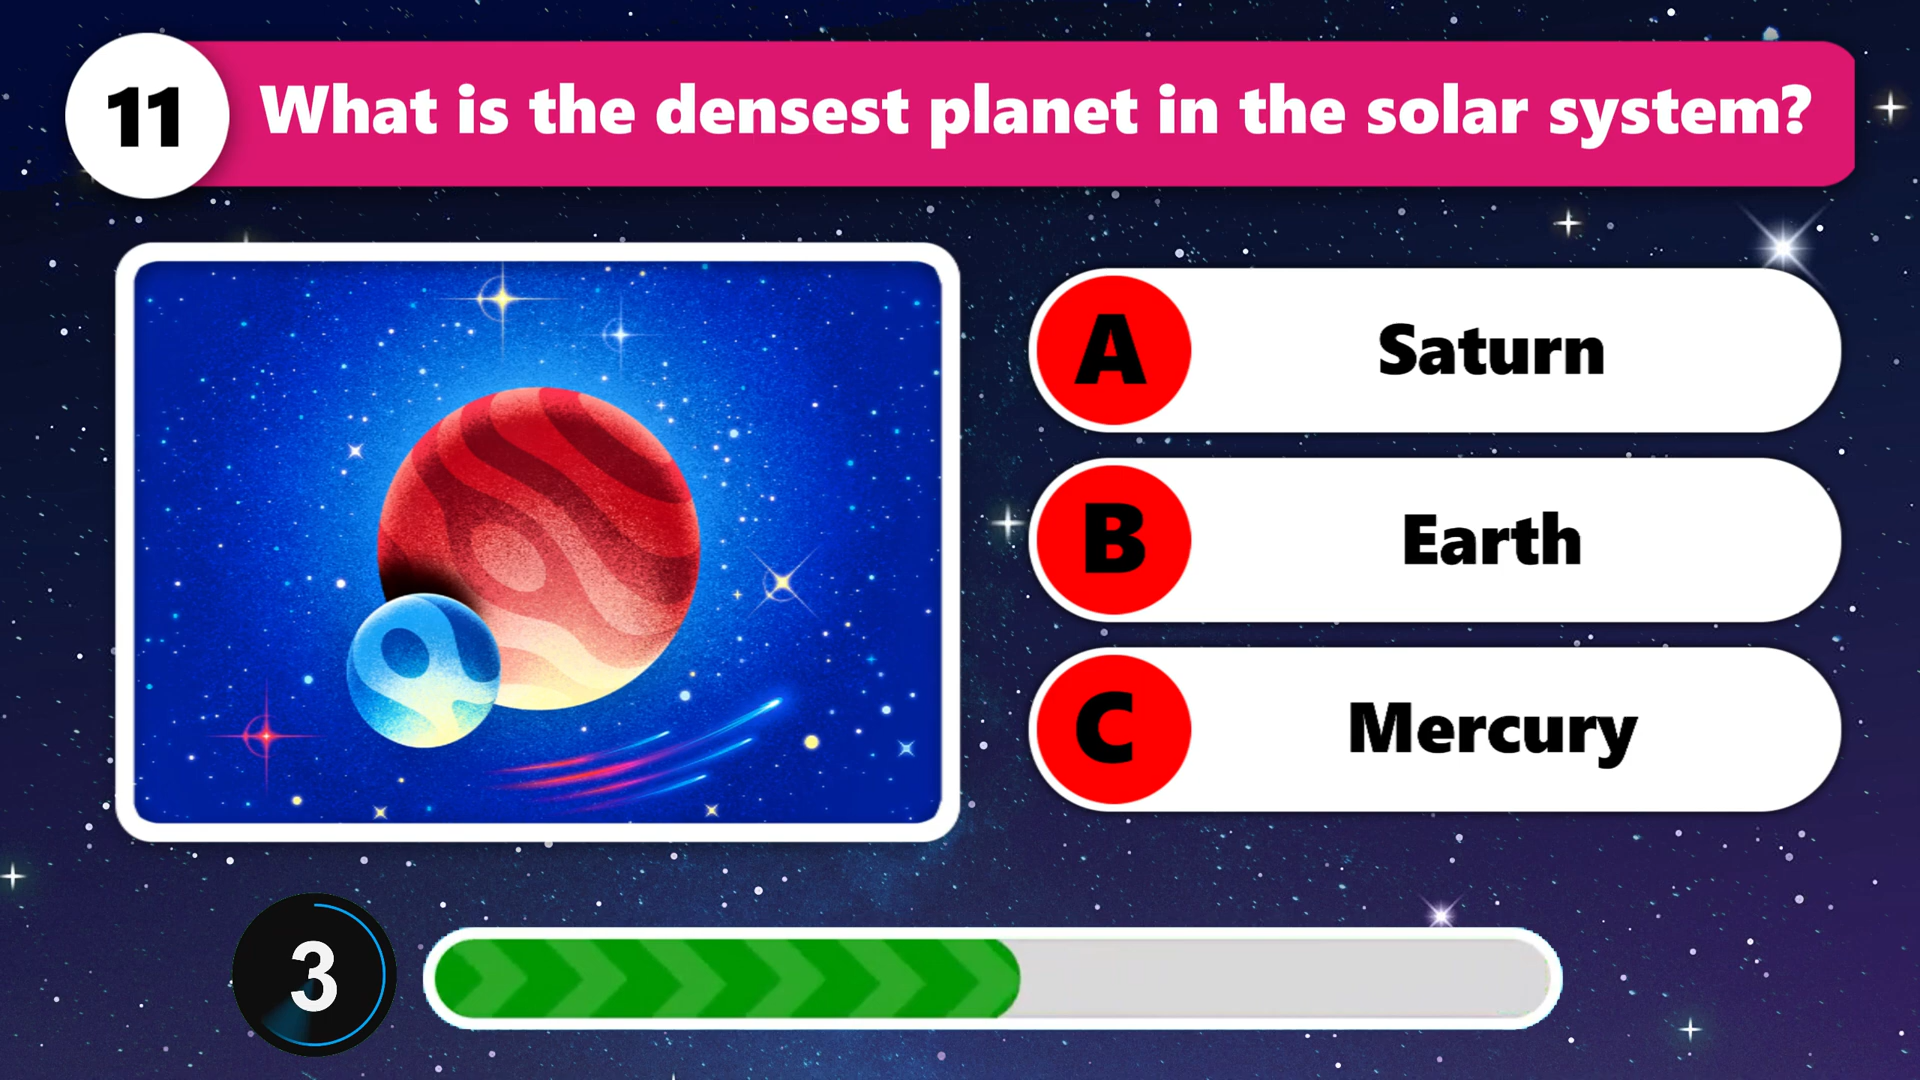 11
What is the densest planet in the solar system?
A
Saturn
B
Earth
C
Mercury
3